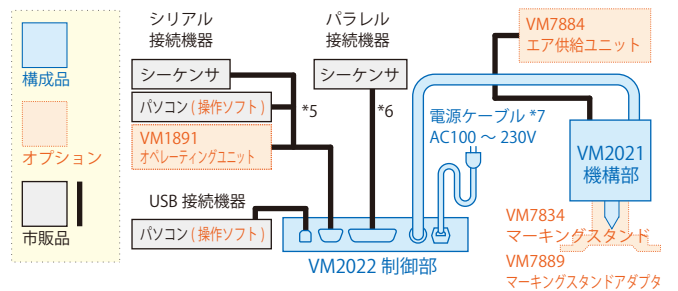 構成品
オプション
市販品
シリアル
接続機器
シーケンサ
パソコン ( 操作ソフト )
VM1891
オペレーティングユニット
*5
USB 接続機器
パソコン ( 操作ソフト )
パラレル
接続機器
シーケンサ
*6
電源ケーブル *7
AC100 ～ 230V
VM2022 制御部
VM7884
エア供給ユニット
VM2021
機構部
VM7834
マーキングスタンド
VM7889
マーキングスタンドアダプタ